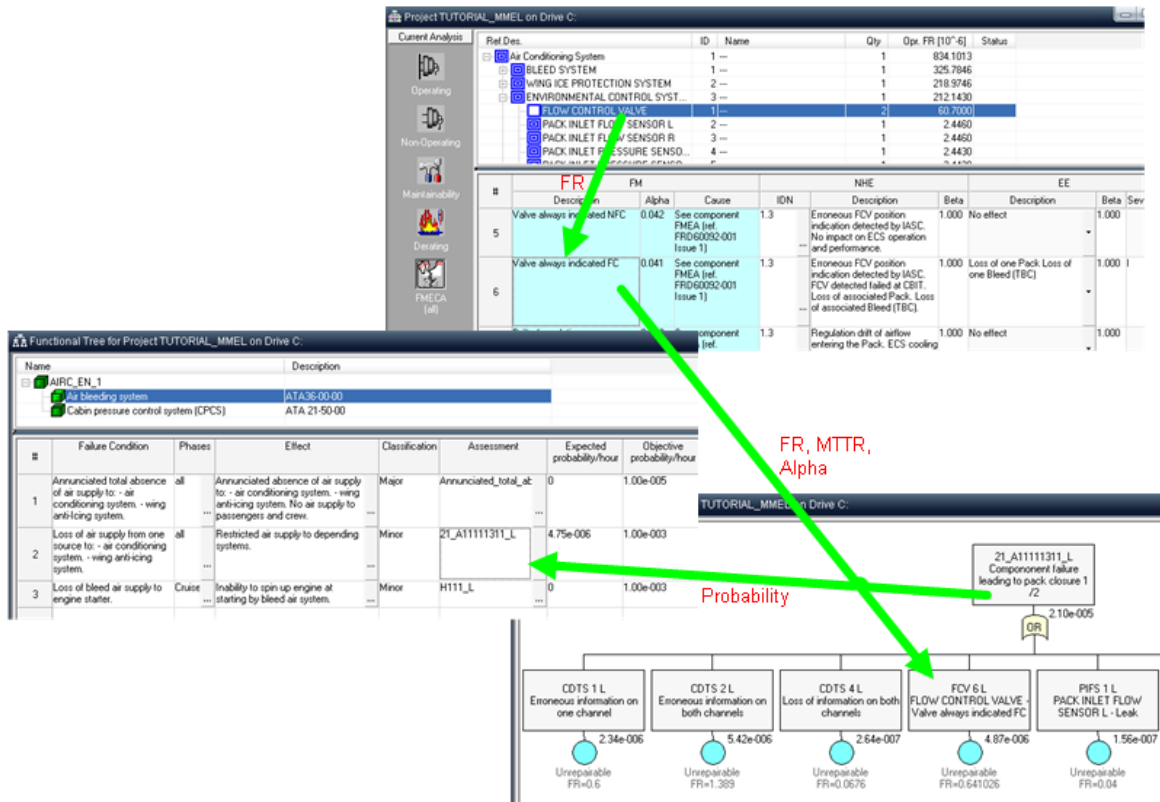 Project TUTORIAL_MMEL on Drive C:
Current Analysis
Operating
Non-Operating
Maintainability
Derating
FMECA
(all)
Ref.Des. ID Name Qty Opr. FR [10^-6] Status
Air Conditioning System 1 --- 1 834.1013
BLEED SYSTEM 1 --- 1 325.7846
WING ICE PROTECTION SYSTEM 2 --- 1 218.9746
ENVIRONMENTAL CONTROL SYST... 3 --- 1 212.1430
FLOW CONTROL VALVE 1 --- 2 60.7000
PACK INLET FLOW SENSOR L 2 --- 1 2.4460
PACK INLET FLOW SENSOR R 3 --- 1 2.4460
PACK INLET PRESSURE SENSO... 4 --- 1 2.4430
FR
# FM NHE EE
Description Alpha Cause IDN Description Beta Description Beta Sev
5 Valve always indicated NFC 0.042 See component 1.3 Erroneous FCV position 1.000 No effect 1.000
FMEA (ref. indication detected by IASC.
FRD60092-001 No impact on ECS operation
Issue 1) ... and performance.
6 Valve always indicated FC 0.041 See component 1.3 Erroneous FCV position 1.000 Loss of one Pack Loss of 1.000
FMEA (ref. indication detected by IASC. one Bleed (TBC)
FRD60092-001 FCV detected failed at CBIT.
Issue 1) Loss of associated Pack. Loss
... of associated Bleed (TBC).
component 1.3 Regulation drift of airflow 1.000 No effect 1.000
(ref. entering the Pack. ECS cooling
Functional Tree for Project TUTORIAL_MMEL on Drive C:
Name Description
AIRC_EN_1
Air bleeding system ATA36-00-00
Cabin pressure control system (CPCS) ATA 21-50-00
# Failure Condition Phases Effect Classification Assessment Expected Objective
probability/hour probability/hour
1 Annunciated total absence all Annunciated absence of air supply Major Annunciated_total_at 0 1.00e-005
of air supply to: - air to: - air conditioning system. - wing
conditioning system. - wing anti-icing system. No air supply to
anti-Icing system. ... passengers and crew. ... ...
2 Loss of air supply from one all Restricted air supply to depending Minor 21_A11111311_L 4.75e-006 1.00e-003
source to: - air conditioning systems.
system. - wing anti-icing
system. ... ...
3 Loss of bleed air supply to Cruise Inability to spin up engine at Minor H111_L 0 1.00e-003
engine starter. ... starting by bleed air system. ... ...
FR, MTTR,
Alpha
Probability
TUTORIAL_MMEL on Drive C:
21_A11111311_L
Compononent failure
leading to pack closure 1
/2
2.10e-005
OR
CDTS 1 L CDTS 2 L CDTS 4 L FCV 6 L PIFS 1 L
Erroneous information on Erroneous information on Loss of information on both FLOW CONTROL VALVE - PACK INLET FLOW
one channel both channels channels Valve always indicated FC SENSOR L - Leak
2.34e-006 5.42e-006 2.64e-007 4.87e-006 1.56e-007
Unrepairable Unrepairable Unrepairable Unrepairable Unrepairable
FR=0.6 FR=1.389 FR=0.0676 FR=0.641026 FR=0.04